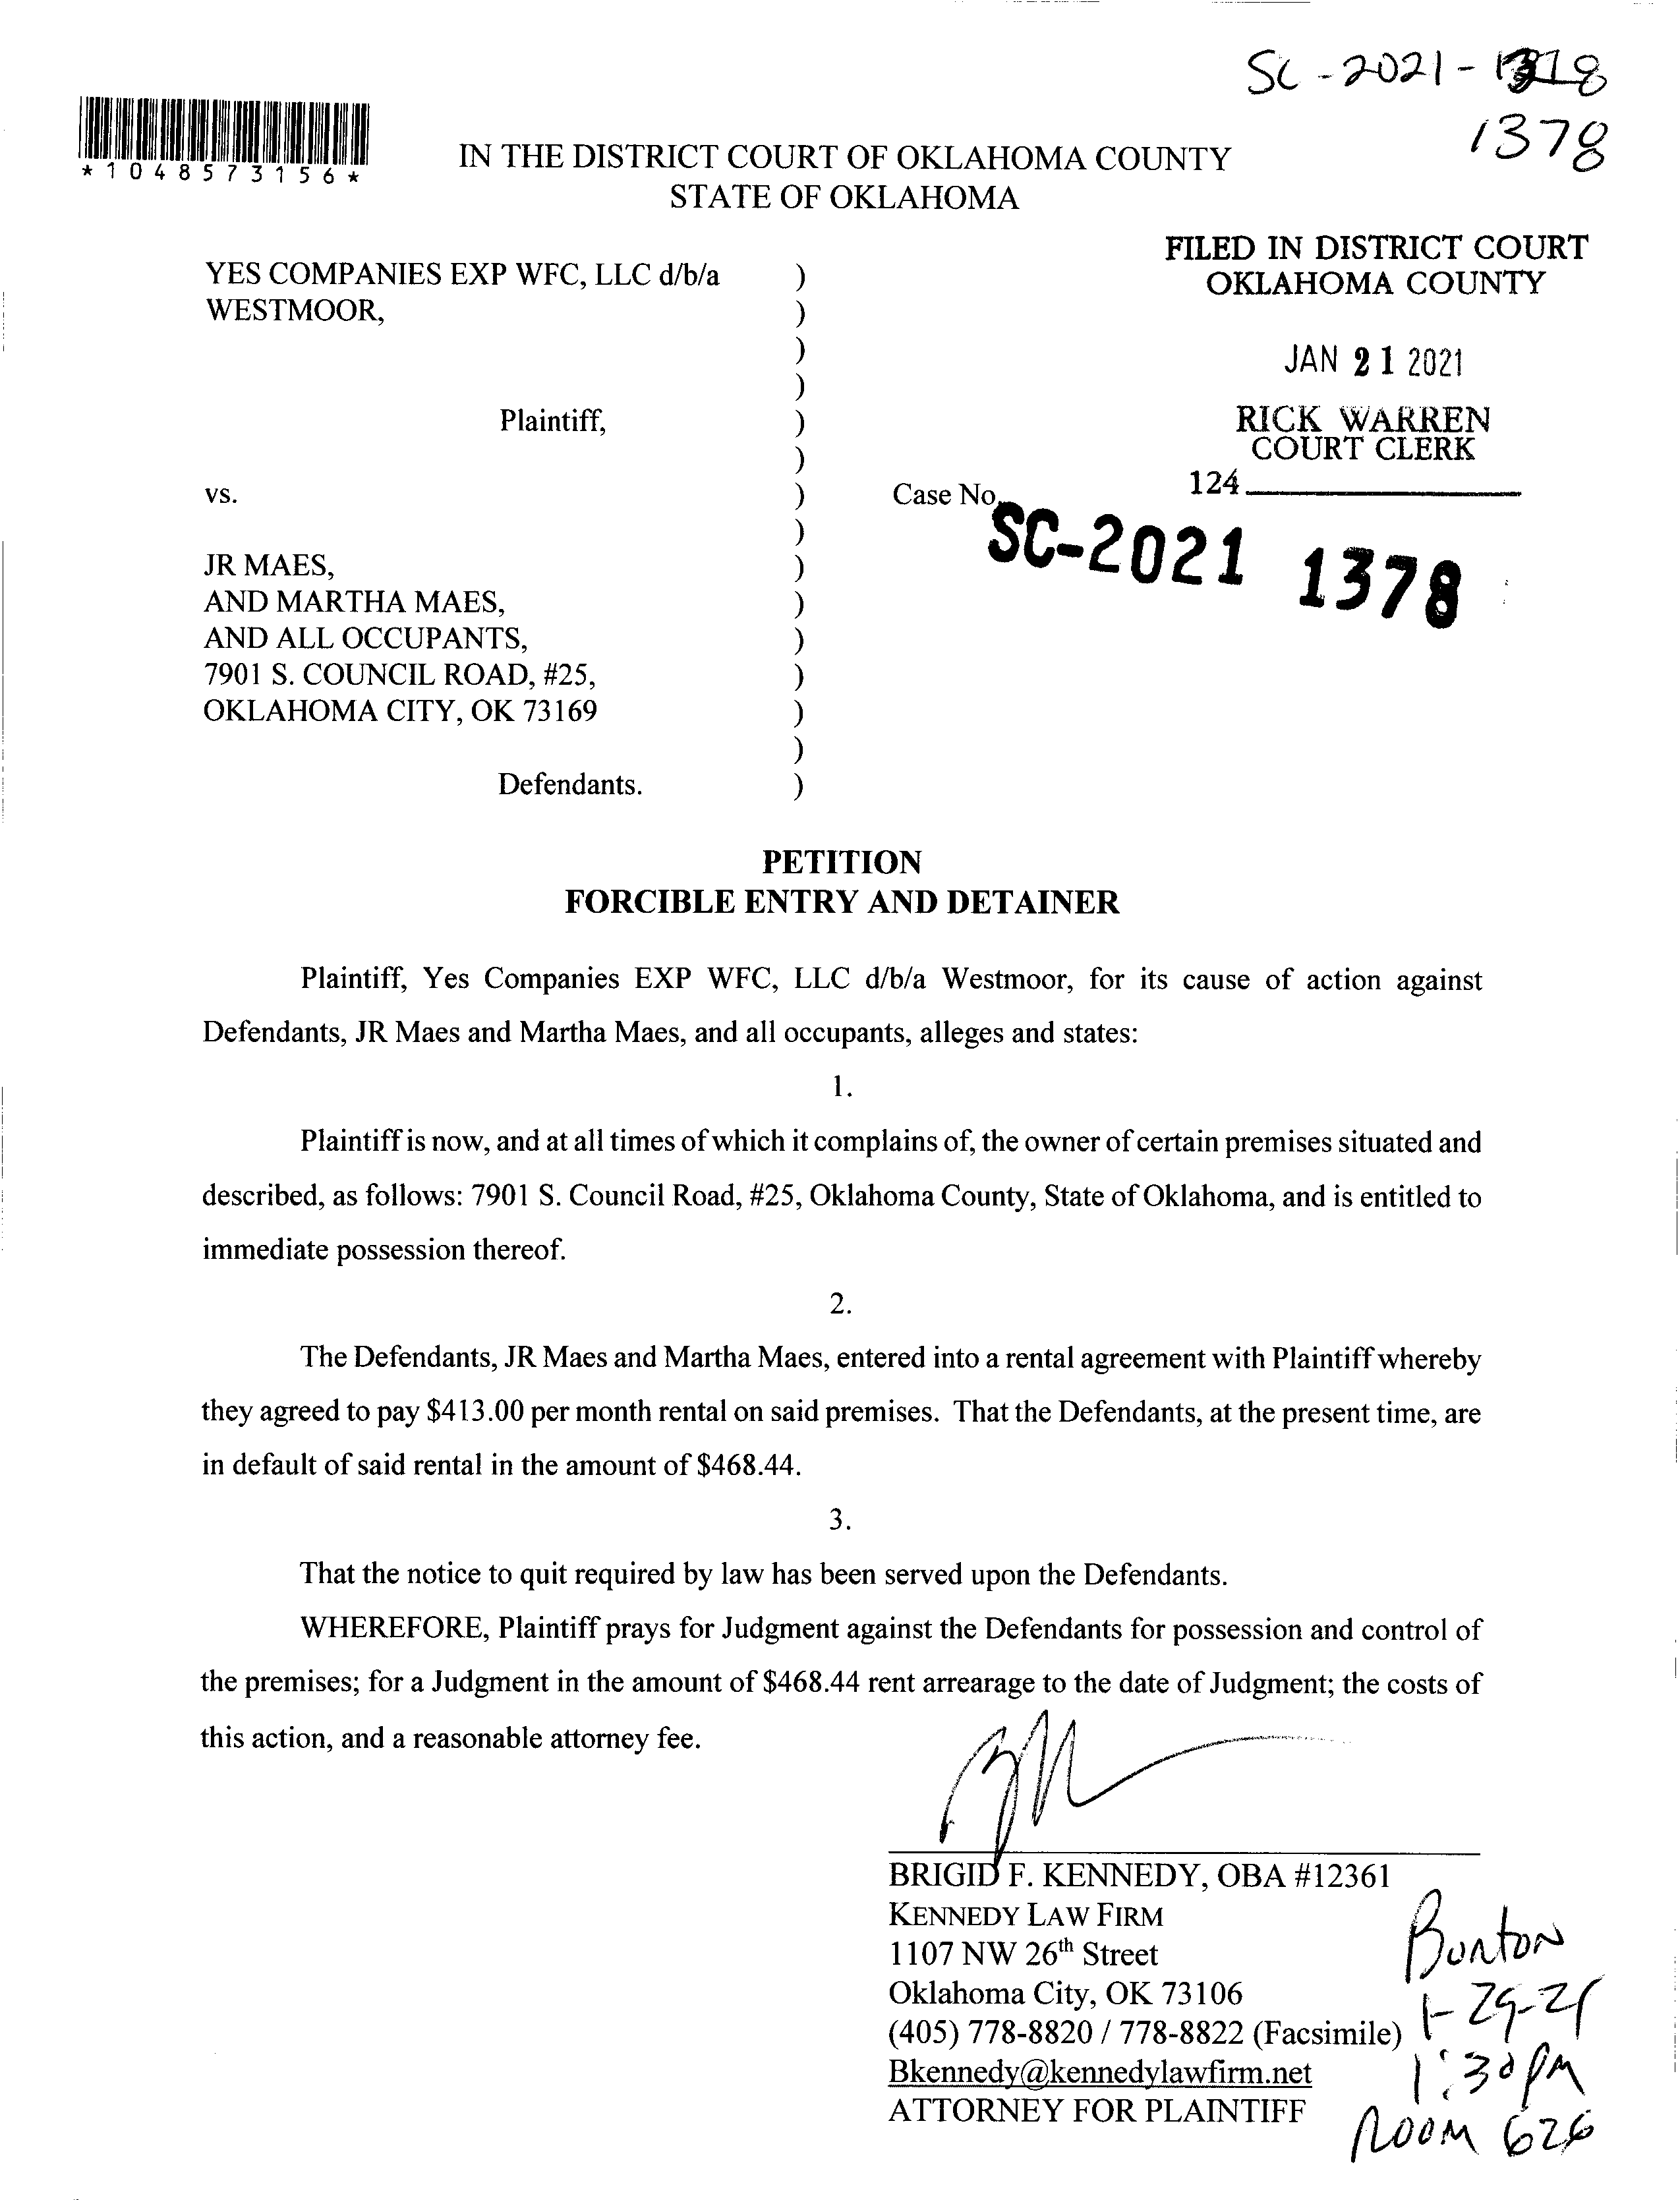 SC-2021-
1378
*1048573156*
IN THE DISTRICT COURT OF OKLAHOMA COUNTY
STATE OF OKLAHOMA
FILED IN DISTRICT COURT
OKLAHOMA COUNTY
JAN 21 2021
RICK WARREN
COURT CLERK
124
YES COMPANIES EXP WFC, LLC d/b/a )
WESTMOOR, )
)
)
Plaintiff, )
)
vs. ) Case No.
) SC-2021 1378
JR MAES, )
AND MARTHA MAES, )
AND ALL OCCUPANTS, )
7901 S. COUNCIL ROAD, #25, )
OKLAHOMA CITY, OK 73169 )
)
Defendants. )
PETITION
FORCIBLE ENTRY AND DETAINER
Plaintiff, Yes Companies EXP WFC, LLC d/b/a Westmoor, for its cause of action against
Defendants, JR Maes and Martha Maes, and all occupants, alleges and states:
1.
Plaintiff is now, and at all times of which it complains of, the owner of certain premises situated and
described, as follows: 7901 S. Council Road, #25, Oklahoma County, State of Oklahoma, and is entitled to
immediate possession thereof.
2.
The Defendants, JR Maes and Martha Maes, entered into a rental agreement with Plaintiff whereby
they agreed to pay $413.00 per month rental on said premises. That the Defendants, at the present time, are
in default of said rental in the amount of $468.44.
3.
That the notice to quit required by law has been served upon the Defendants.
WHEREFORE, Plaintiff prays for Judgment against the Defendants for possession and control of
the premises; for a Judgment in the amount of $468.44 rent arrearage to the date of Judgment; the costs of
this action, and a reasonable attorney fee.
BRIGID F. KENNEDY, OBA #12361
KENNEDY LAW FIRM
1107 NW 26th Street
Oklahoma City, OK 73106
(405) 778-8820 / 778-8822 (Facsimile)
Bkennedy@kennedylawfirm.net
ATTORNEY FOR PLAINTIFF
1-29-21
1:30 PM
ROOM 626